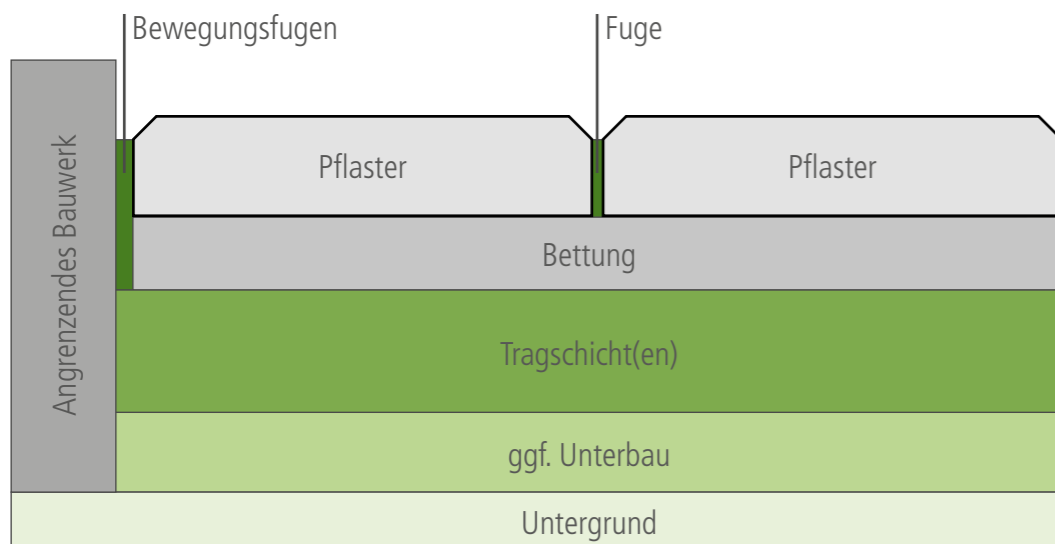 Bewegungsfugen
Fuge
Angrenzendes Bauwerk
Pflaster
Pflaster
Bettung
Tragschicht(en)
ggf. Unterbau
Untergrund